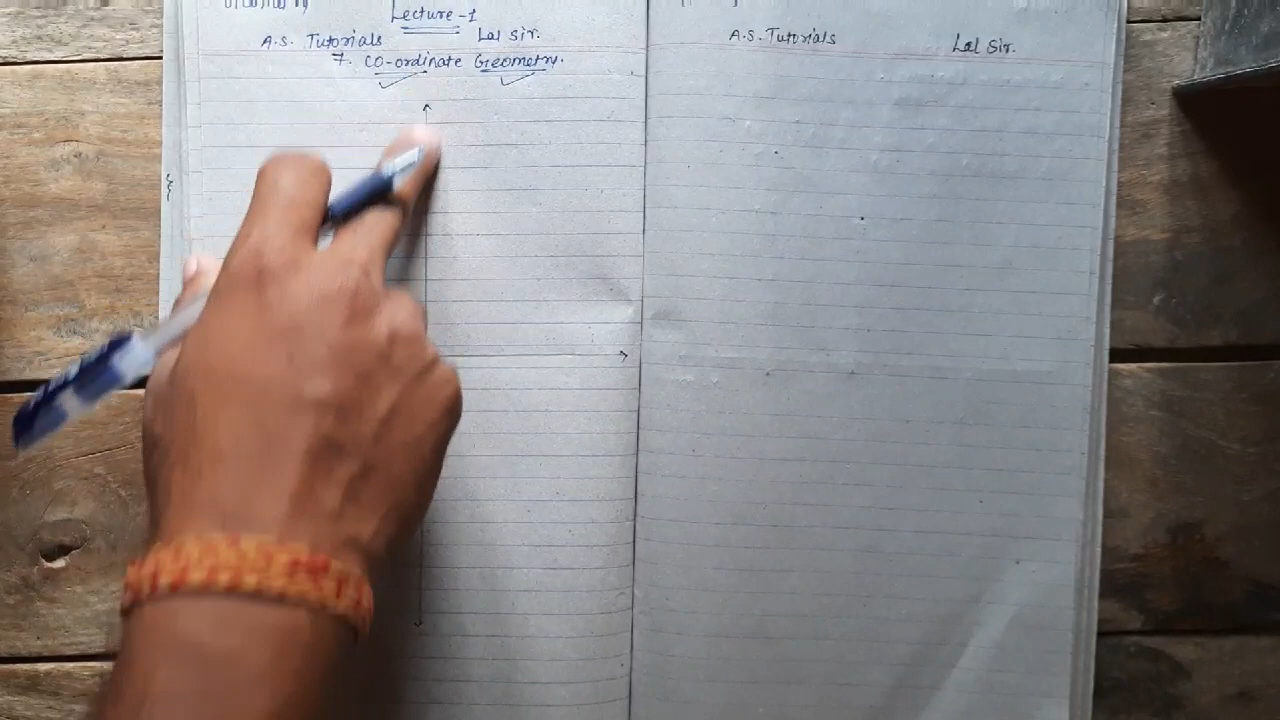 Lecture-1
A.S. Tutorials Lal Sir.
7. CO-ordinate Geometry.
A.S. Tutorials Lal Sir.